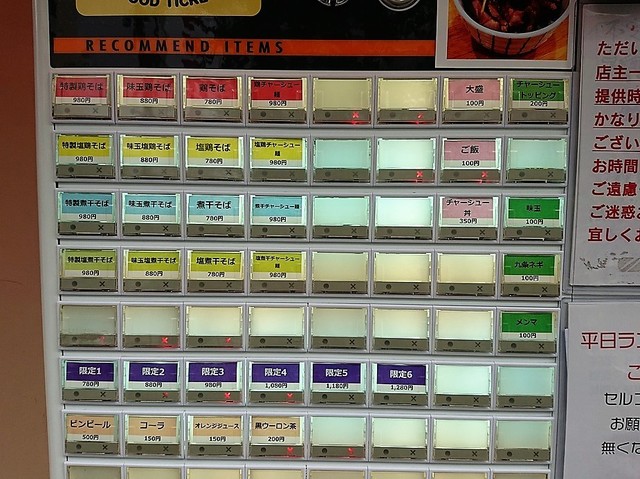 OOD TICKE
RECOMMEND ITEMS
特製鶏そば 味玉鶏そば 鶏そば 鶏チャーシュー麺 大盛 チャーシュートッピング
980円 880円 780円 980円 100円 200円
特製塩鶏そば 味玉塩鶏そば 塩鶏そば 塩鶏チャーシュー麺 ご飯
980円 880円 780円 980円 100円
特製煮干そば 味玉煮干そば 煮干そば 煮干チャーシュー麺 チャーシュー丼 味玉
980円 880円 780円 980円 350円 100円
特製塩煮干そば 味玉塩煮干そば 塩煮干そば 塩煮干チャーシュー麺 九条ネギ
980円 880円 780円 980円 100円
メンマ
100円
限定1 限定2 限定3 限定4 限定5 限定6
780円 880円 980円 1,080円 1,180円 1,280円
ビンビール コーラ オレンジジュース 黒ウーロン茶
500円 150円 150円 200円
ただい
店主一
提供時
かなり
ござい
お時間
ご遠慮
ご迷惑
宜しくお
平日ラン
ご
セルフ
お願
無くな